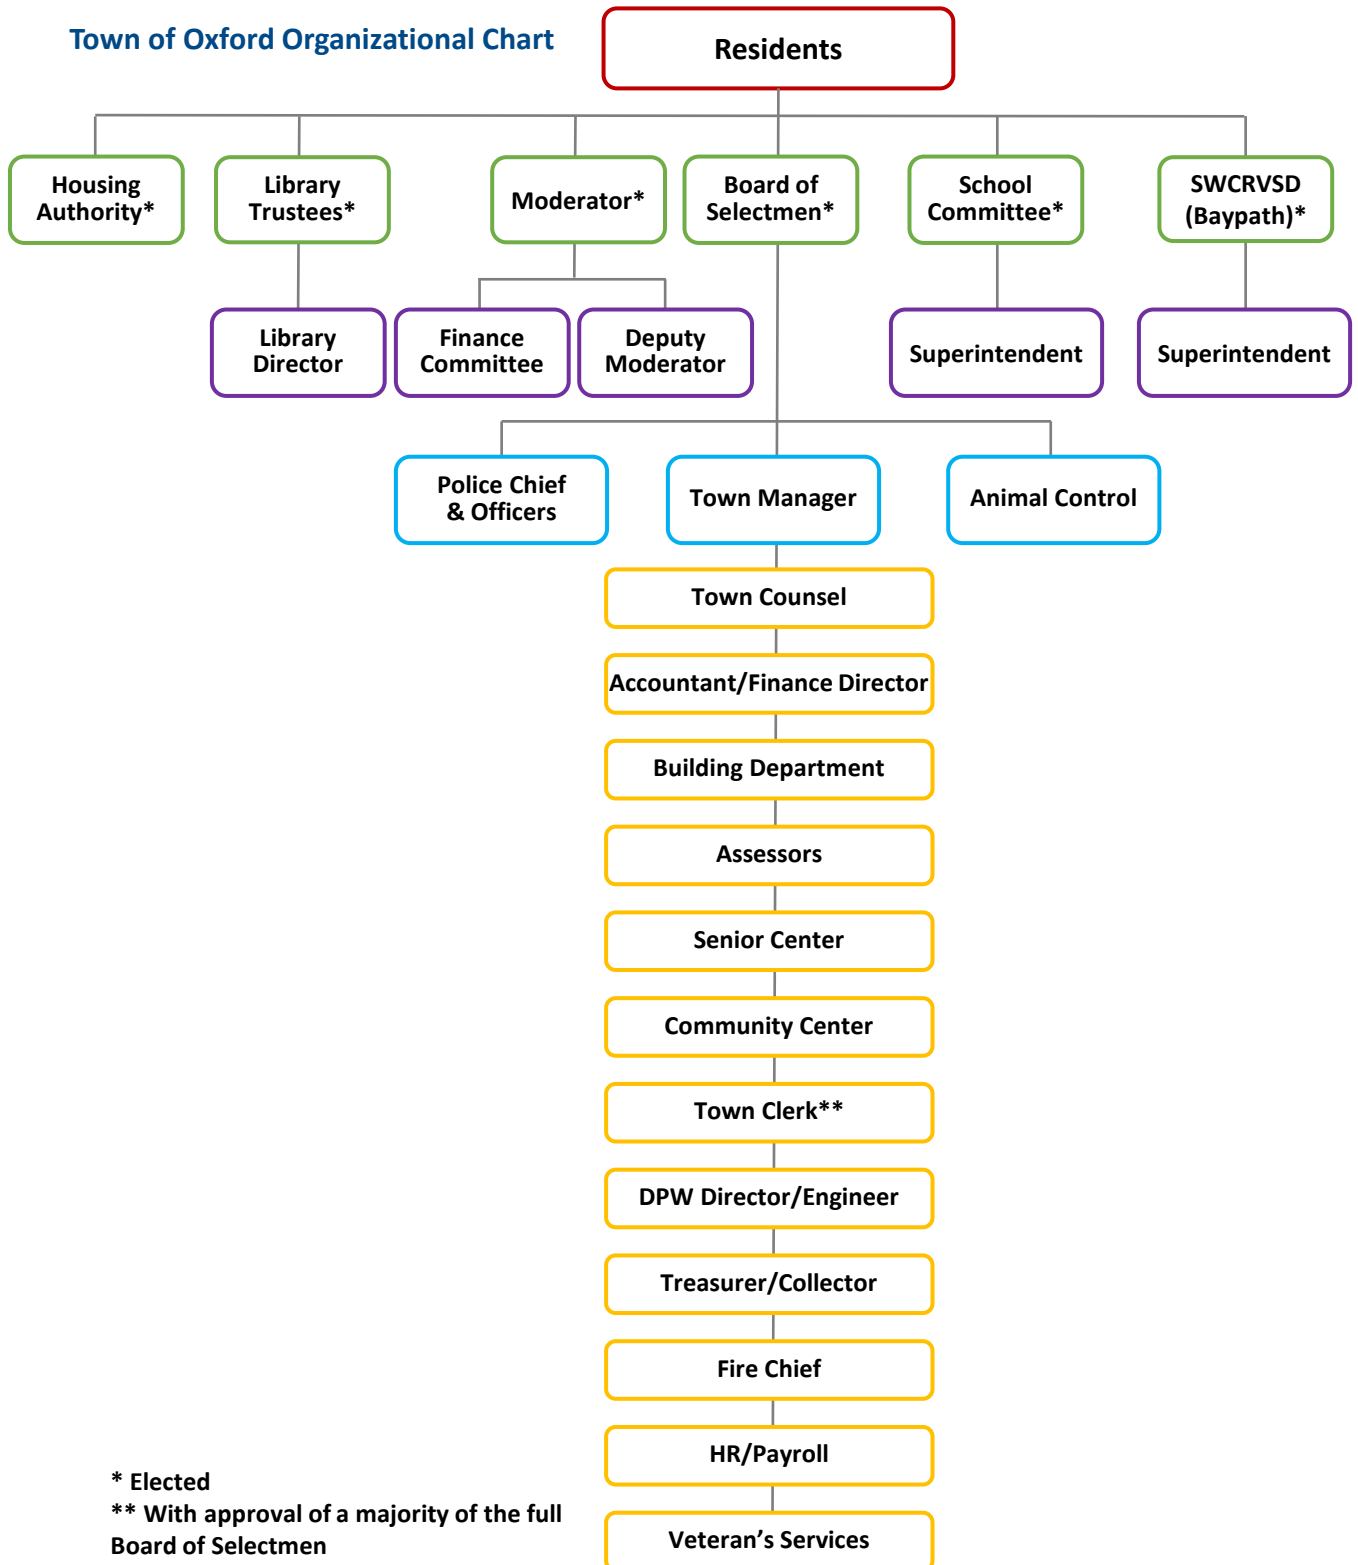 Town of Oxford Organizational Chart
Residents
Housing
Authority*
Library
Trustees*
Moderator*
Board of
Selectmen*
School
Committee*
SWCRVSD
(Baypath)*
Library
Director
Finance
Committee
Deputy
Moderator
Superintendent
Superintendent
Police Chief
& Officers
Town Manager
Animal Control
Town Counsel
Accountant/Finance Director
Building Department
Assessors
Senior Center
Community Center
Town Clerk**
DPW Director/Engineer
Treasurer/Collector
Fire Chief
HR/Payroll
Veteran’s Services
* Elected
** With approval of a majority of the full
Board of Selectmen